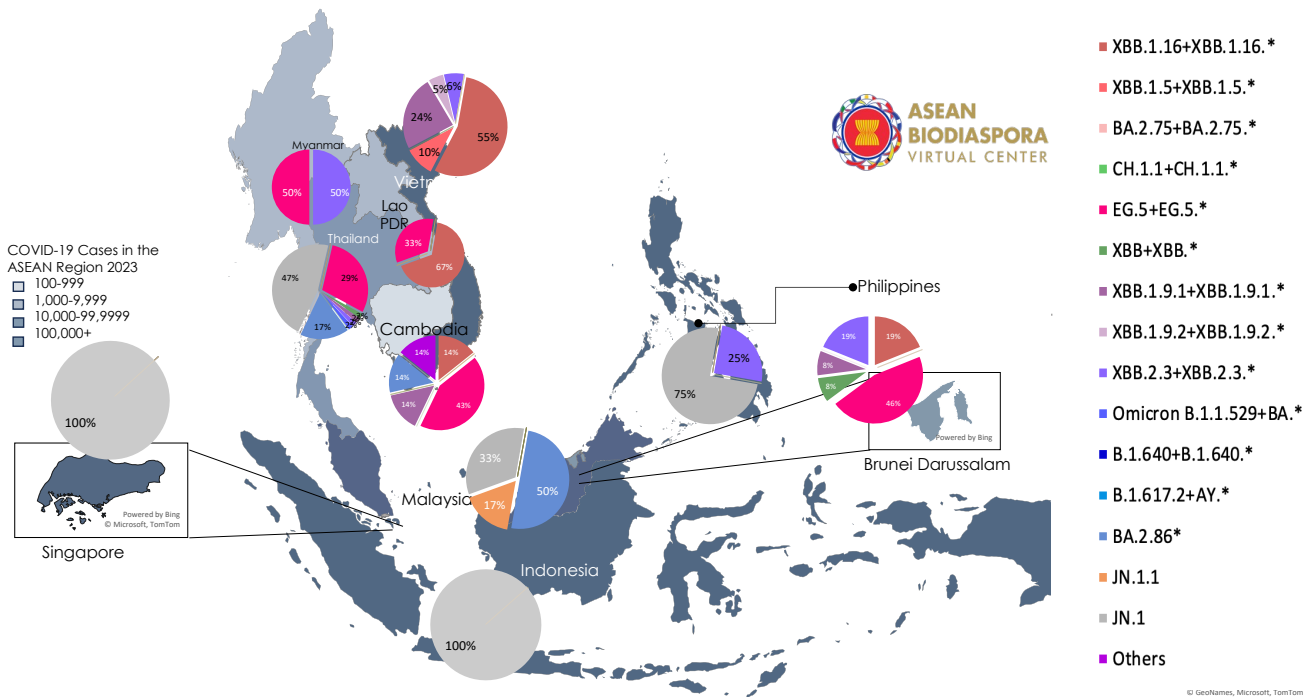 XBB.1.16+XBB.1.16.*
XBB.1.5+XBB.1.5.*
BA.2.75+BA.2.75.*
CH.1.1+CH.1.1.*
EG.5+EG.5.*
XBB+XBB.*
XBB.1.9.1+XBB.1.9.1.*
XBB.1.9.2+XBB.1.9.2.*
XBB.2.3+XBB.2.3.*
Omicron B.1.1.529+BA.*
B.1.640+B.1.640.*
B.1.617.2+AY.*
BA.2.86*
JN.1.1
JN.1
Others
ASEAN
BIODIASPORA
VIRTUAL CENTER
5%
6%
24%
55%
10%
Myanmar
50%
50%
Lao
PDR
33%
67%
Thailand
47%
29%
17%
COVID-19 Cases in the
ASEAN Region 2023
100-999
1,000-9,999
10,000-99,9999
100,000+
Cambodia
14%
14%
14%
14%
43%
Philippines
25%
75%
19%
19%
8%
8%
46%
Powered by Bing
Brunei Darussalam
100%
Powered by Bing
© Microsoft, TomTom
Singapore
Malaysia
33%
50%
17%
Indonesia
100%
© GeoNames, Microsoft, TomTom